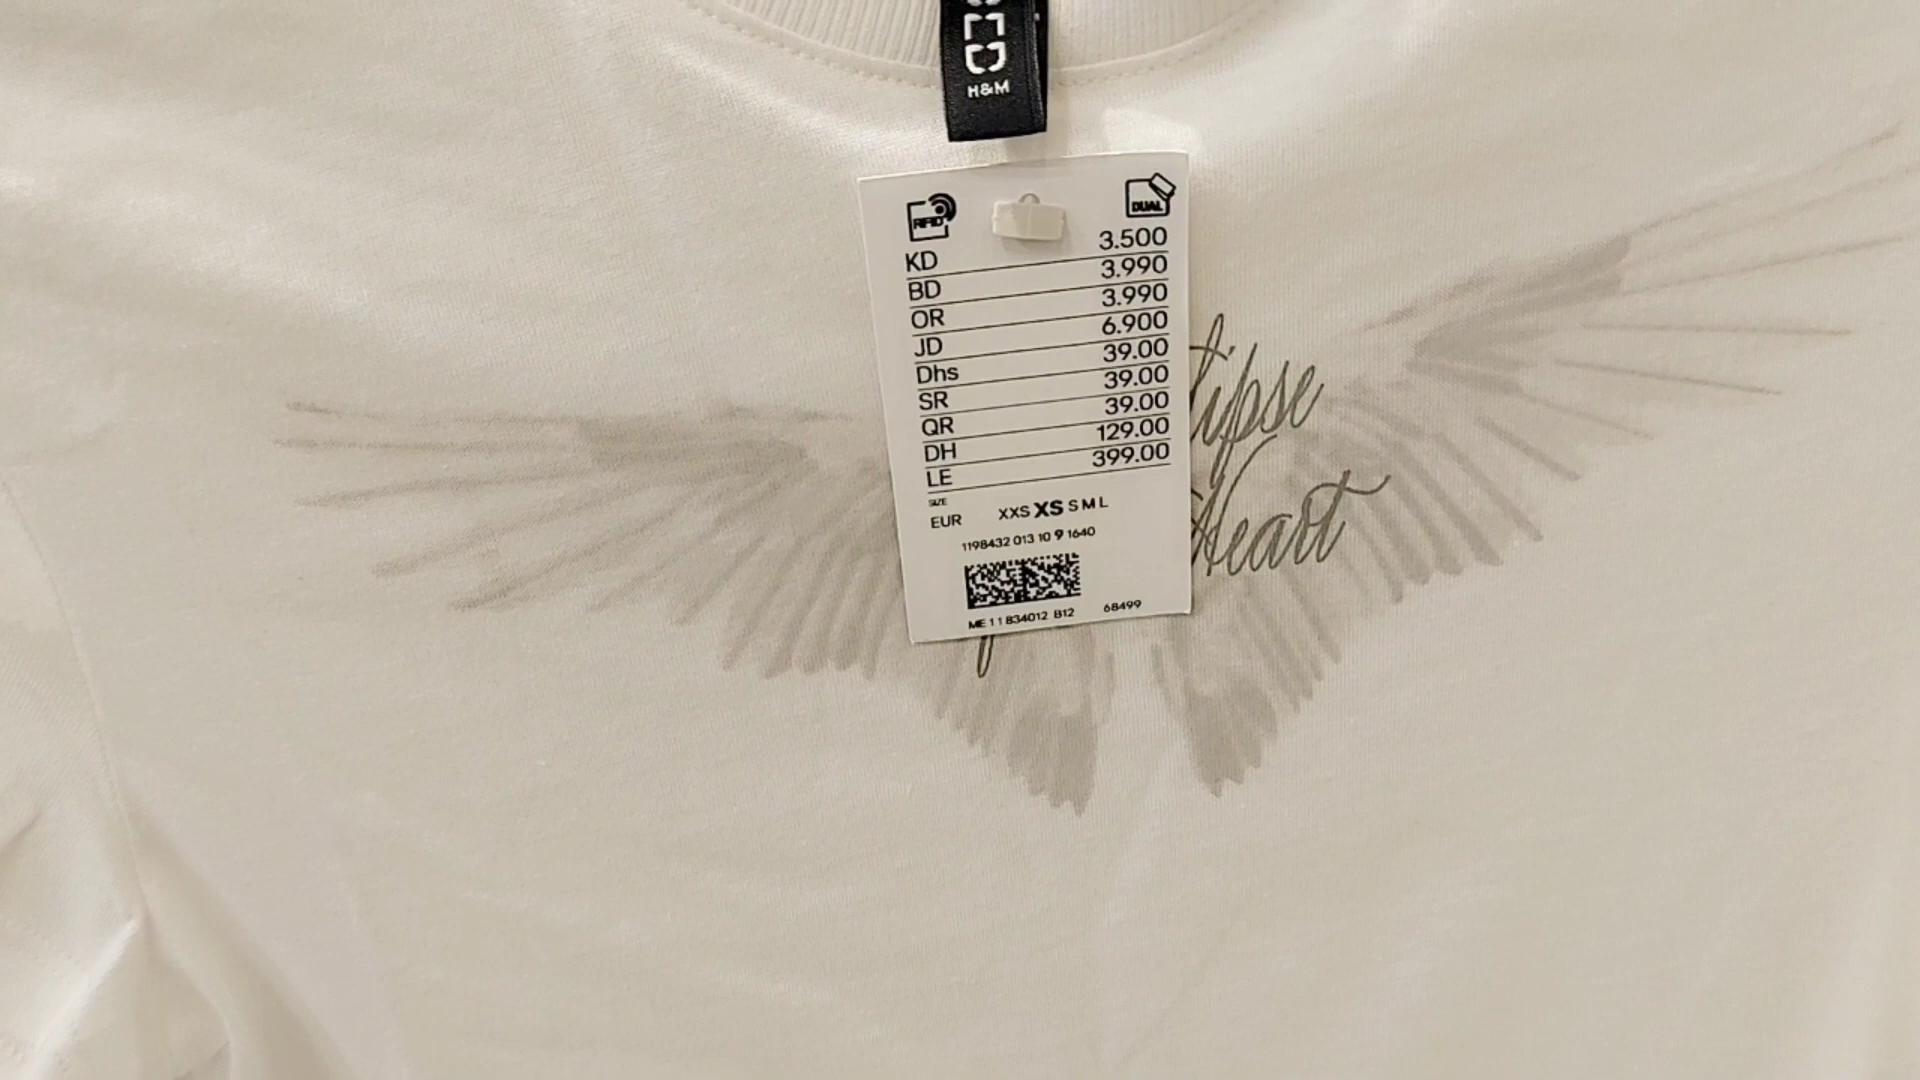 H&M
RFID
DUAL
KD 3.500
BD 3.990
OR 3.990
JD 6.900
Dhs 39.00
SR 39.00
QR 39.00
DH 129.00
LE 399.00
SIZE
EUR XXS XS S M L
1198432 013 10 9 1640
ME 11 834012 B12 68499
Heart